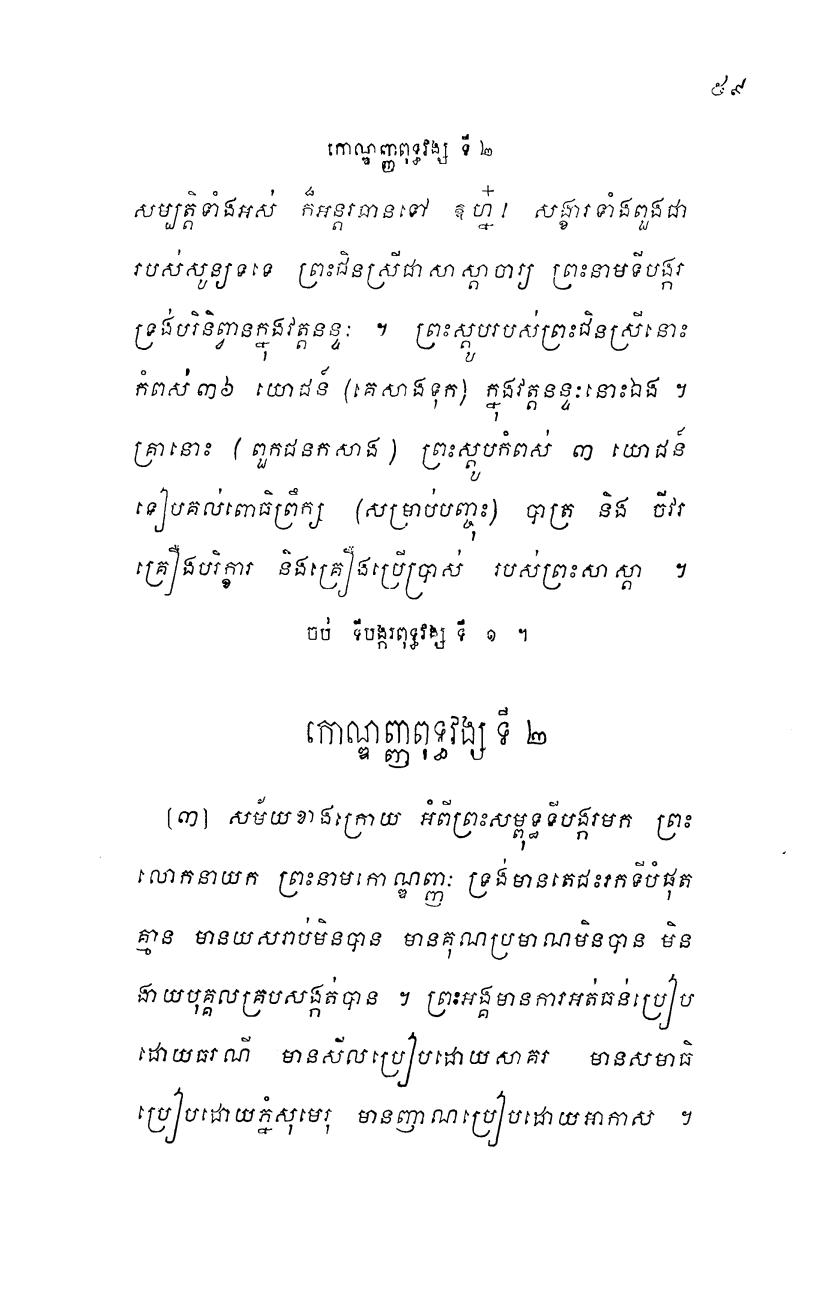 ៥៩
កោណ្ឌញ្ញពុទ្ធវង្ស ទី ២
សម្បត្តិទាំងអស់ ក៏អន្តរធានទៅ ឱហ្ន៎! សង្ខារទាំងពួងជា
របស់សូន្យទទេ ព្រះជិនស្រីជាសាស្តាចារ្យ ព្រះនាមទីបង្ករ
ទ្រង់បរិនិព្វានក្នុងវត្តនន្ទៈ ។ ព្រះស្តូបរបស់ព្រះជិនស្រីនោះ
កំពស់ ៣៦ យោជន៍ (គេសាងទុក) ក្នុងវត្តនន្ទៈនោះឯង ។
គ្រានោះ (ពួកជនកសាង) ព្រះស្តូបកំពស់ ៣ យោជន៍
ទៀបគល់ពោធិព្រឹក្ស (សម្រាប់បញ្ចុះ) បាត្រ និង ចីវរ
គ្រឿងបរិក្ខារ និងគ្រឿងប្រើប្រាស់ របស់ព្រះសាស្តា ។
ចប់ ទីបង្ករពុទ្ធវង្ស ទី ១ ។
កោណ្ឌញ្ញពុទ្ធវង្ស ទី ២
[៣] សម័យខាងក្រោយ អំពីព្រះសម្ពុទ្ធទីបង្ករមក ព្រះ
លោកនាយក ព្រះនាមកោណ្ឌញ្ញៈ ទ្រង់មានតេជះរកទីបំផុត
គ្មាន មានយសរាប់មិនបាន មានគុណប្រមាណមិនបាន មិន
ងាយបុគ្គលគ្របសង្កត់បាន ។ ព្រះអង្គមានការអត់ធន់ប្រៀប
ដោយធរណី មានសីលប្រៀបដោយសាគរ មានសមាធិ
ប្រៀបដោយភ្នំសុមេរុ មានញាណប្រៀបដោយអាកាស ។